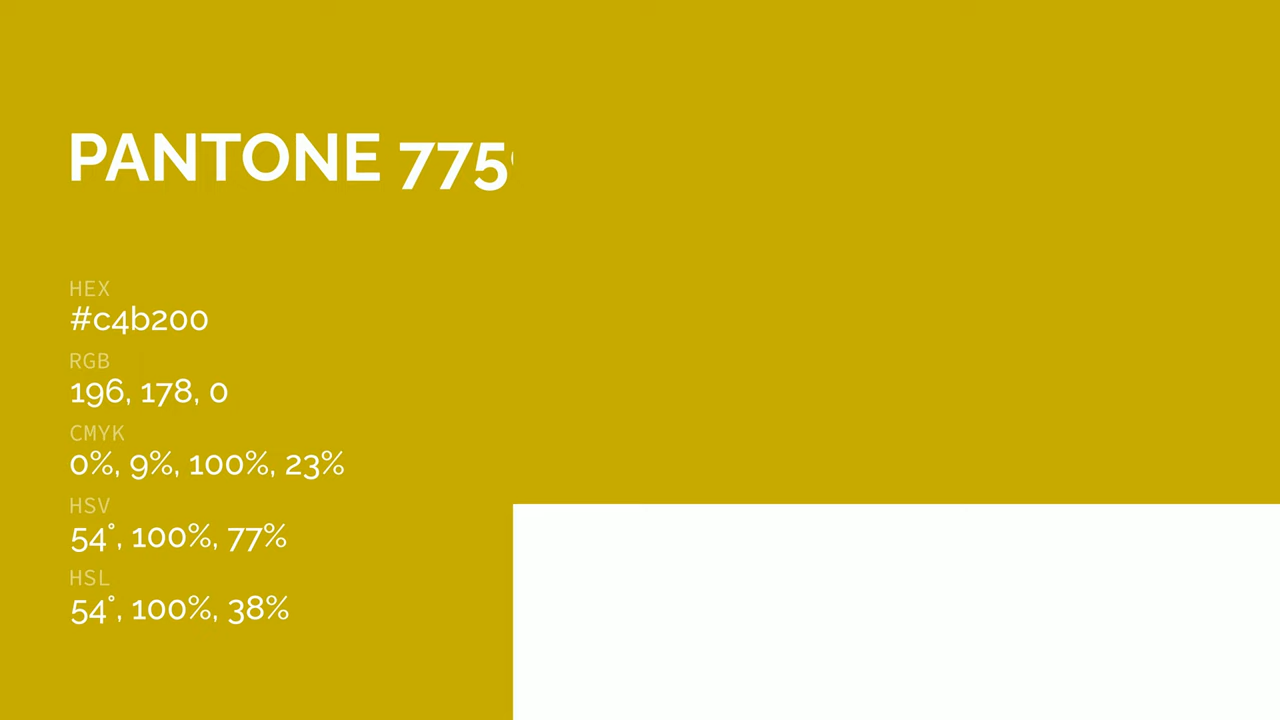 PANTONE 775
HEX
#c4b200
RGB
196, 178, 0
CMYK
0%, 9%, 100%, 23%
HSV
54°, 100%, 77%
HSL
54°, 100%, 38%